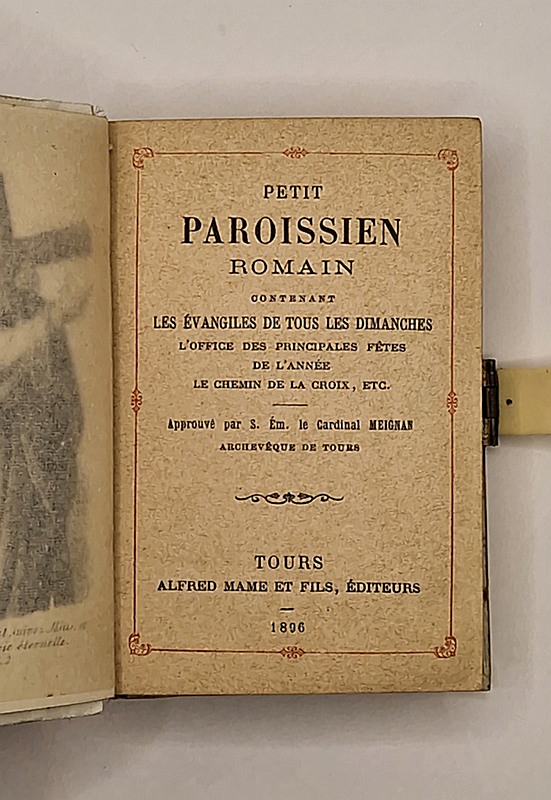 PETIT
PAROISSIEN
ROMAIN
CONTENANT
LES ÉVANGILES DE TOUS LES DIMANCHES
L'OFFICE DES PRINCIPALES FÊTES
DE L'ANNÉE
LE CHEMIN DE LA CROIX, ETC.
Approuvé par S. Ém. le Cardinal MEIGNAN
ARCHEVÊQUE DE TOURS
TOURS
ALFRED MAME ET FILS, ÉDITEURS
1896
éternelle.